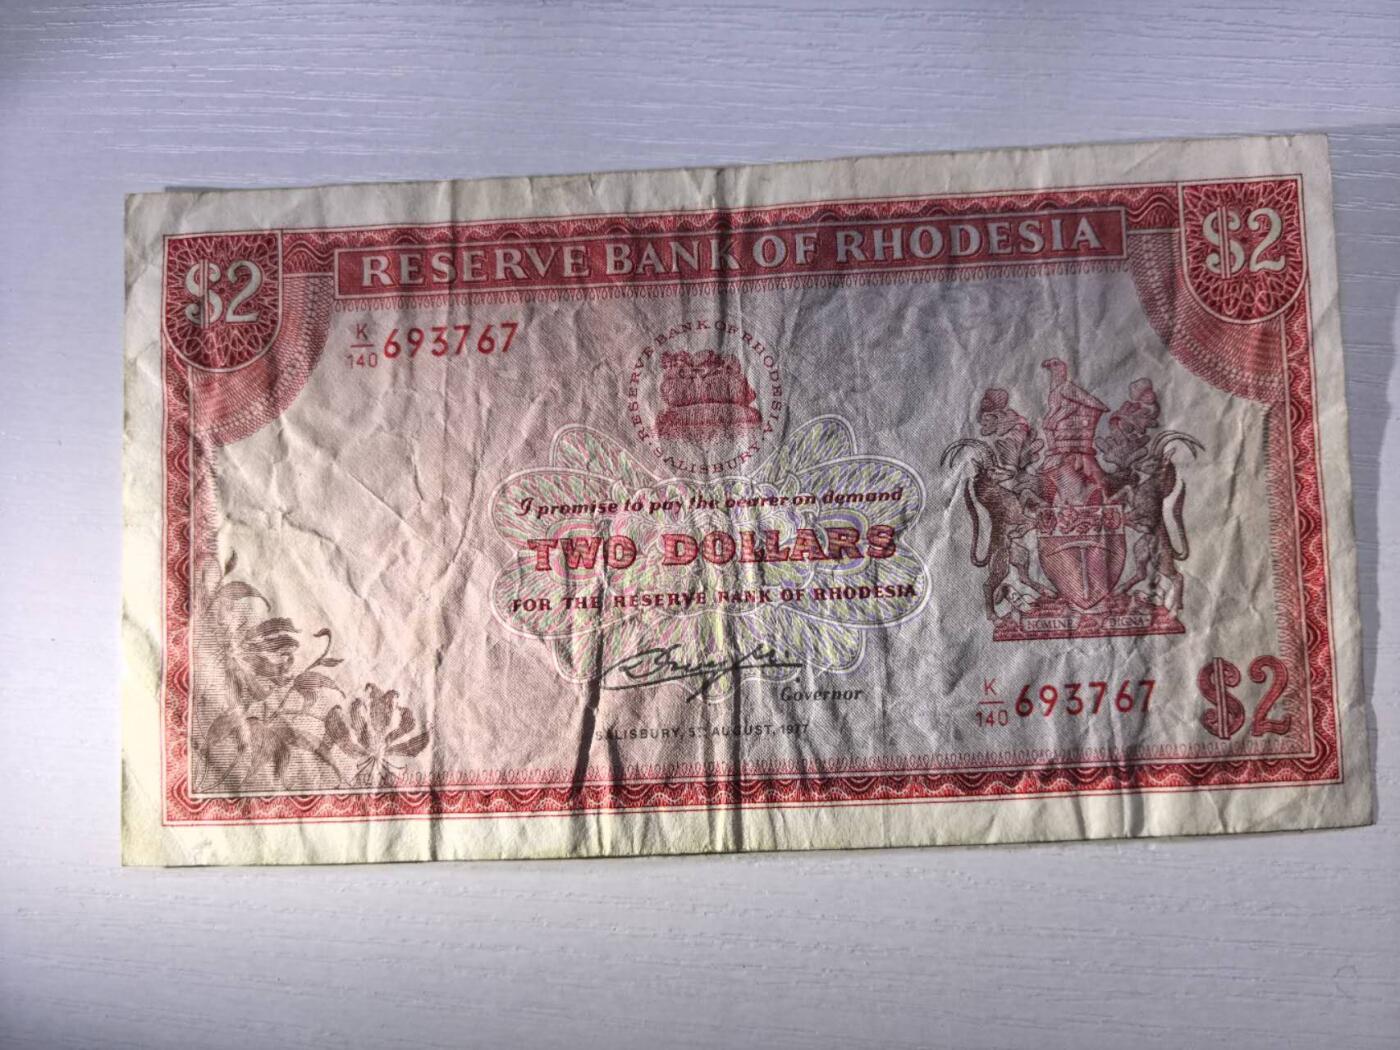 $2
RESERVE BANK OF RHODESIA
$2
K/140 693767
RESERVE BANK OF RHODESIA
SALISBURY
I promise to pay the bearer on demand
TWO DOLLARS
FOR THE RESERVE BANK OF RHODESIA
Governor
SALISBURY, 5TH AUGUST, 1977
NOMINE DIGNA
K/140 693767
$2